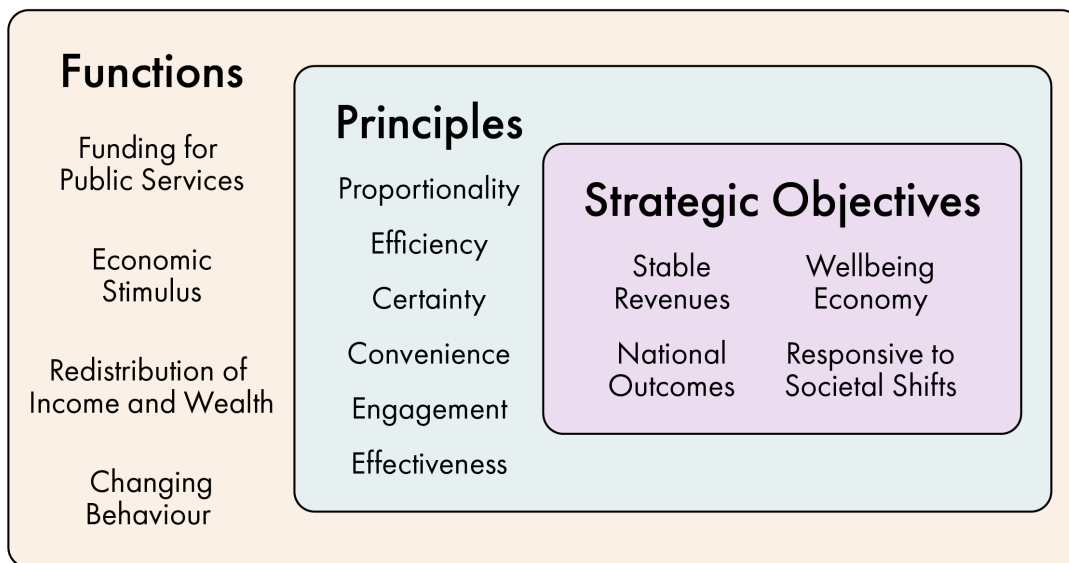 Functions
Funding for
Public Services
Economic
Stimulus
Redistribution of
Income and Wealth
Changing
Behaviour
Principles
Proportionality
Efficiency
Certainty
Convenience
Engagement
Effectiveness
Strategic Objectives
Stable
Revenues
Wellbeing
Economy
National
Outcomes
Responsive to
Societal Shifts